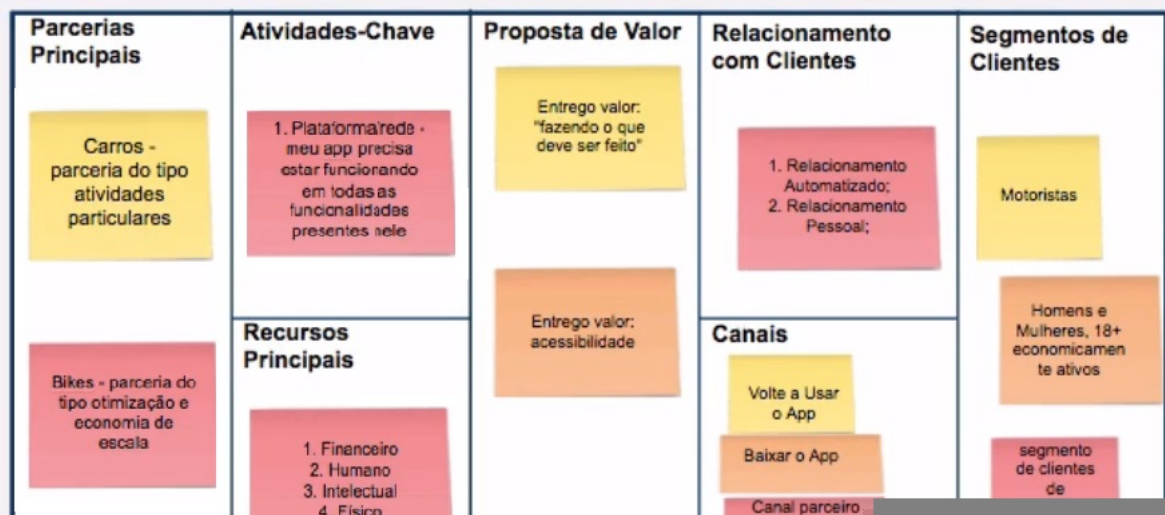 Parcerias
Principais
Carros -
parceria do tipo
atividades
particulares
Bikes - parceria do
tipo otimização e
economia de
escala
Atividades-Chave
1. Plataforma/rede -
meu app precisa
estar funcionando
em todas as
funcionalidades
presentes nele
Recursos
Principais
1. Financeiro
2. Humano
3. Intelectual
4. Físico
Proposta de Valor
Entrego valor:
"fazendo o que
deve ser feito"
Entrego valor:
acessibilidade
Relacionamento
com Clientes
1. Relacionamento
Automatizado;
2. Relacionamento
Pessoal;
Canais
Volte a Usar
o App
Baixar o App
Canal parceiro
Segmentos de
Clientes
Motoristas
Homens e
Mulheres, 18+
economicamen
te ativos
segmento
de clientes
de